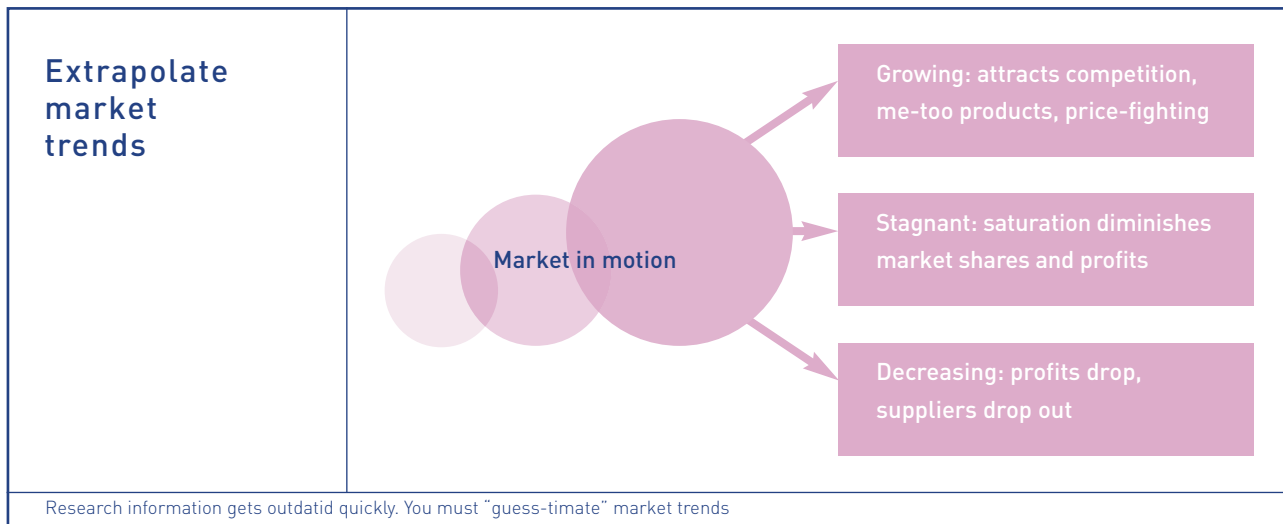 Extrapolate
market
trends
Market in motion
Growing: attracts competition,
me-too products, price-fighting
Stagnant: saturation diminishes
market shares and profits
Decreasing: profits drop,
suppliers drop out
Research information gets outdatid quickly. You must “guess-timate” market trends